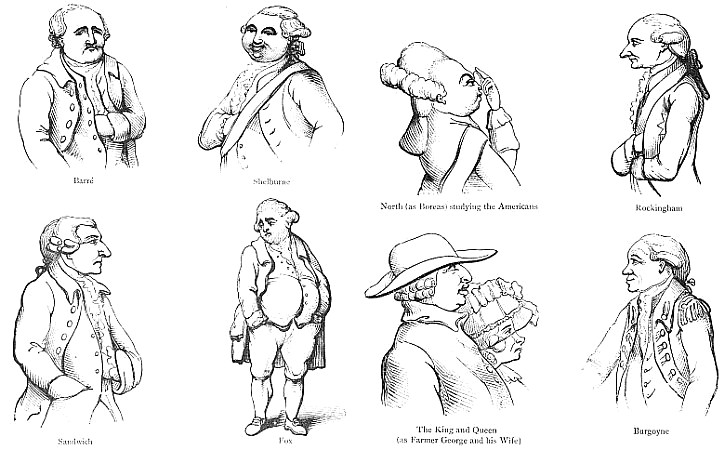 Barré
Shelburne
North (as Boreas) studying the Americans
Rockingham
Sandwich
Fox
The King and Queen
(as Farmer George and his Wife)
Burgoyne